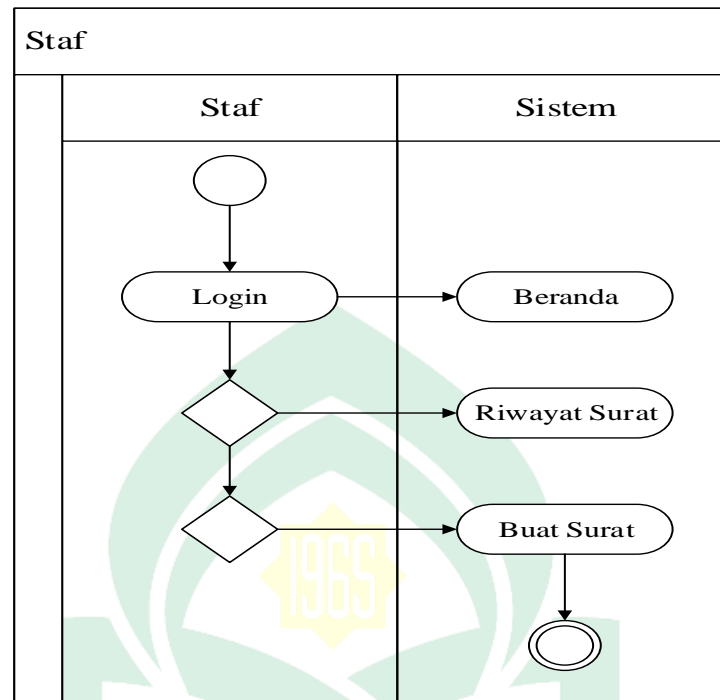 Staf
Staf
Sistem
Login
Beranda
Riwayat Surat
Buat Surat
1965